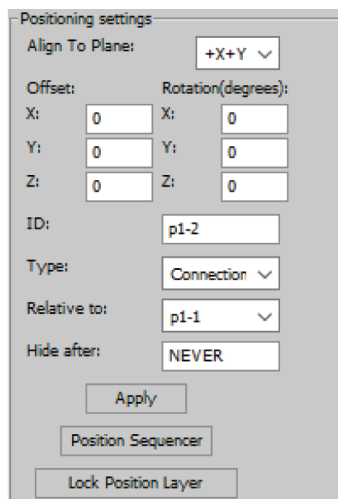 Positioning settings
Align To Plane: +X+Y
Offset: Rotation(degrees):
X: 0 X: 0
Y: 0 Y: 0
Z: 0 Z: 0
ID: p1-2
Type: Connection
Relative to: p1-1
Hide after: NEVER
Apply
Position Sequencer
Lock Position Layer